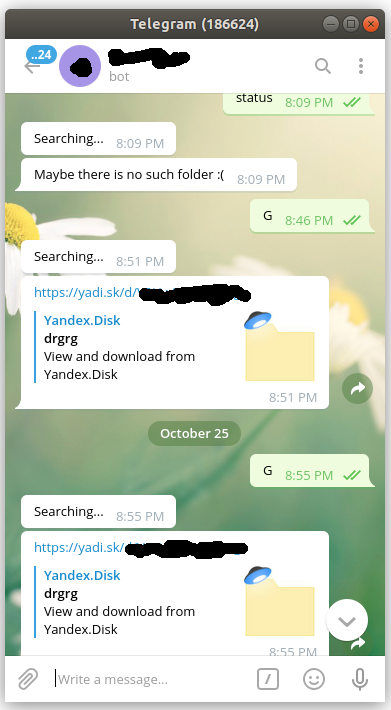 Telegram (186624)
..24
bot
status
8:09 PM
Searching...
8:09 PM
Maybe there is no such folder :(
8:09 PM
G
8:46 PM
Searching...
8:51 PM
https://yadi.sk/d/
Yandex.Disk
drgrg
View and download from
Yandex.Disk
8:51 PM
October 25
G
8:55 PM
Searching...
8:55 PM
https://yadi.sk/
Yandex.Disk
drgrg
View and download from
Yandex.Disk
8:55 PM
Write a message...